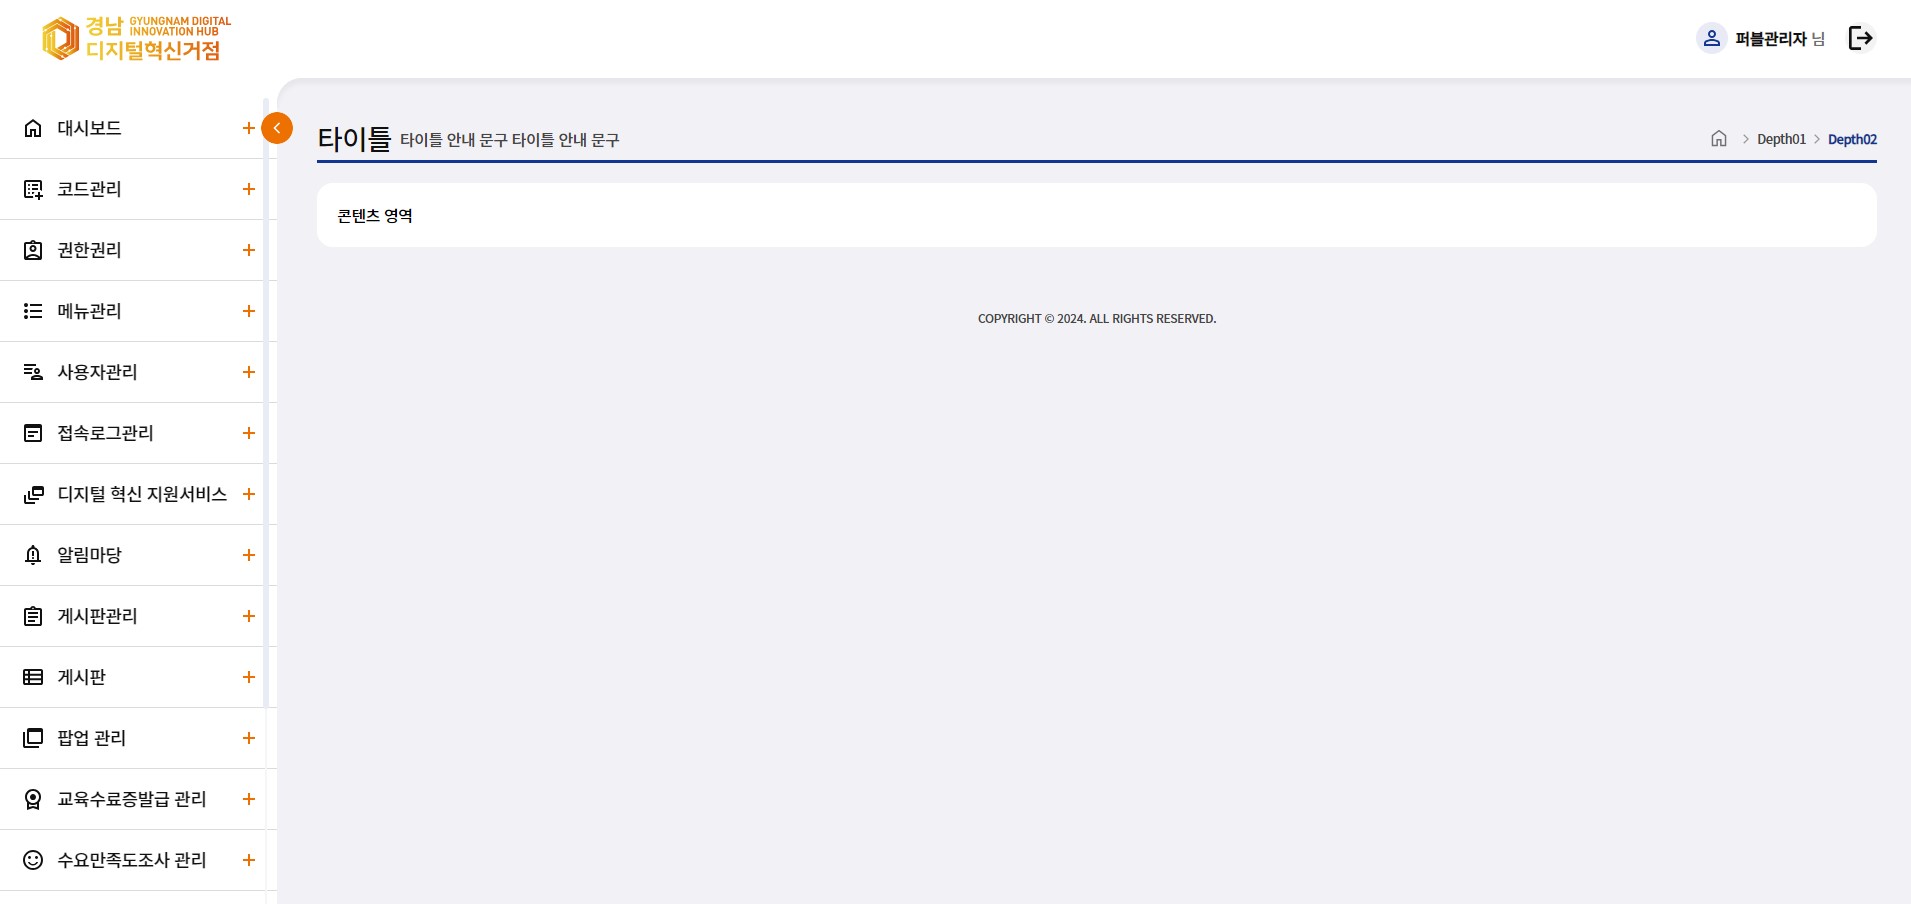 경남 GYUNGNAM DIGITAL INNOVATION HUB
디지털혁신거점
퍼블관리자 님
대시보드
코드관리
권한권리
메뉴관리
사용자관리
접속로그관리
디지털 혁신 지원서비스
알림마당
게시판관리
게시판
팝업 관리
교육수료증발급 관리
수요만족도조사 관리
타이틀 타이틀 안내 문구 타이틀 안내 문구
Depth01 > Depth02
콘텐츠 영역
COPYRIGHT © 2024. ALL RIGHTS RESERVED.